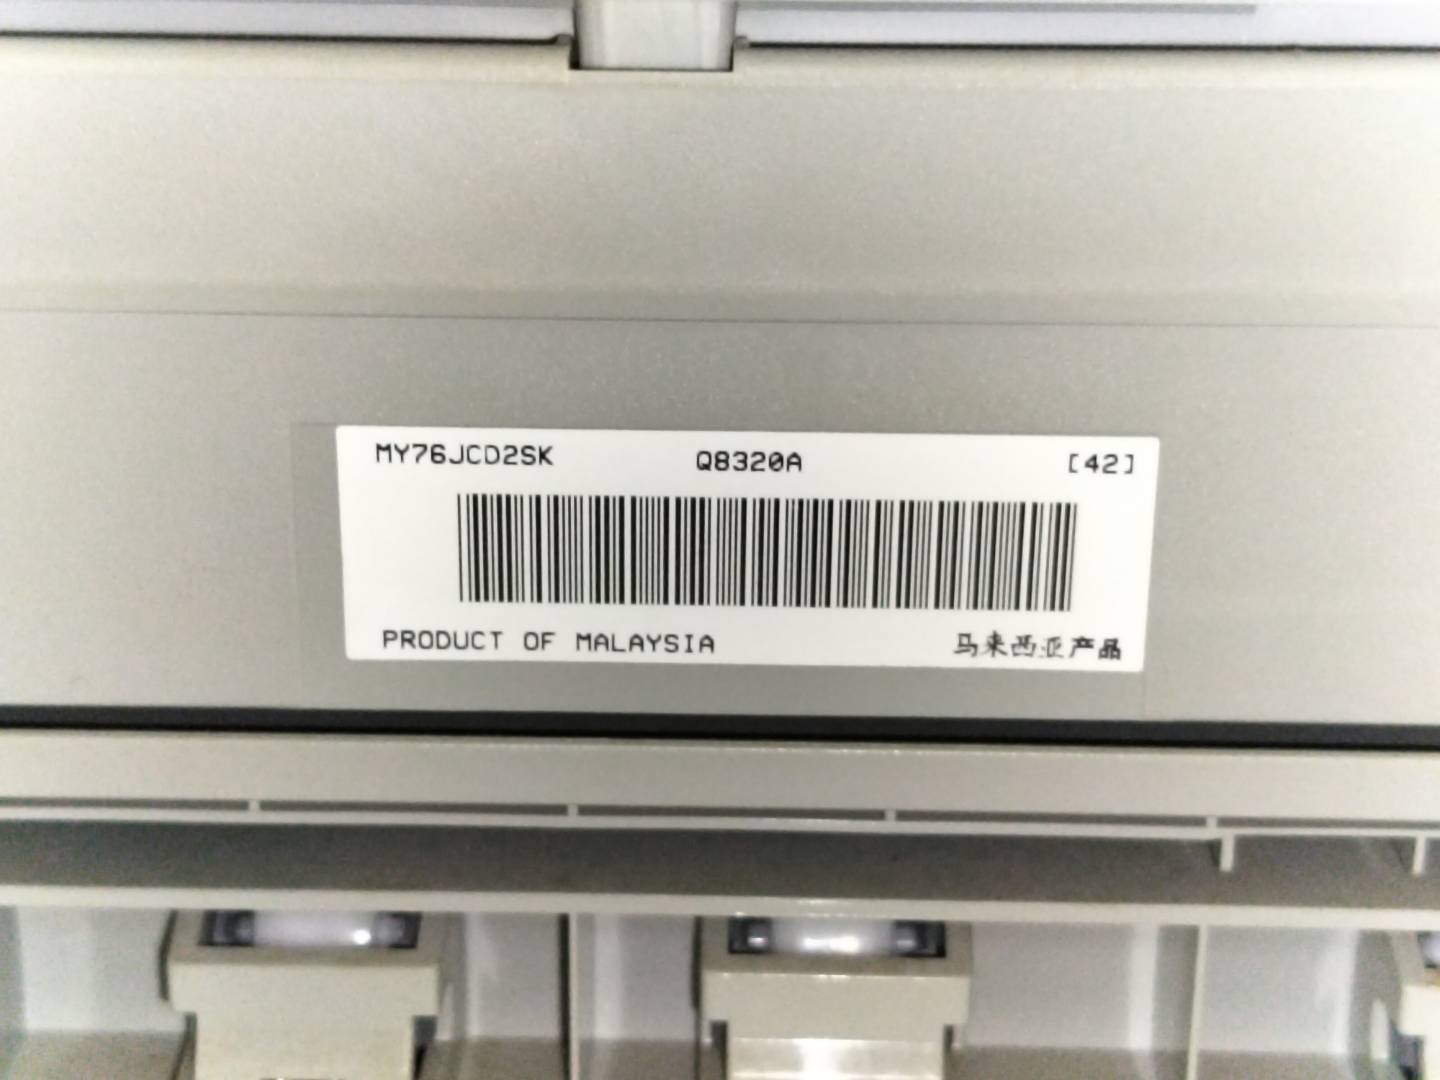 MY76JCD2SK Q8320A [42]
PRODUCT OF MALAYSIA 马来西亚产品